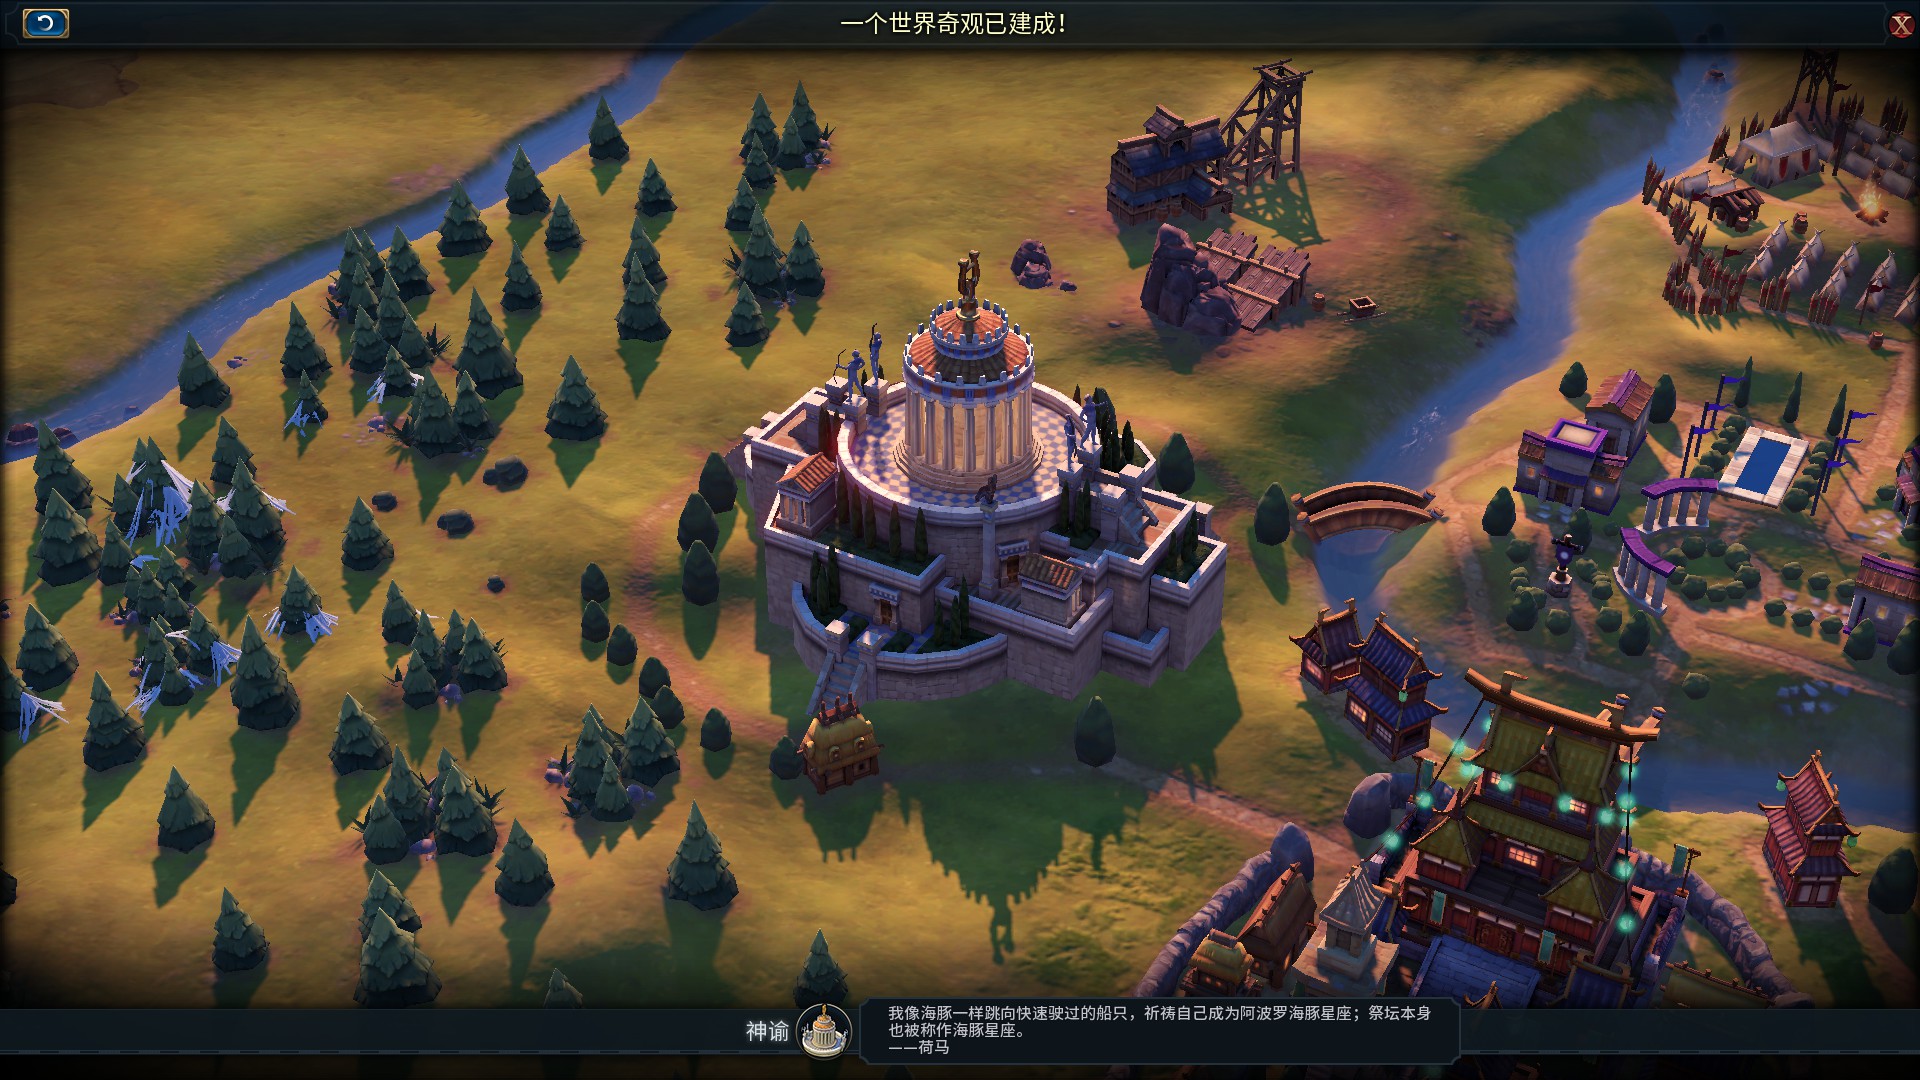 一个世界奇观已建成！
X
神谕
我像海豚一样跳向快速驶过的船只，祈祷自己成为阿波罗海豚星座；祭坛本身
也被称作海豚星座。
——荷马